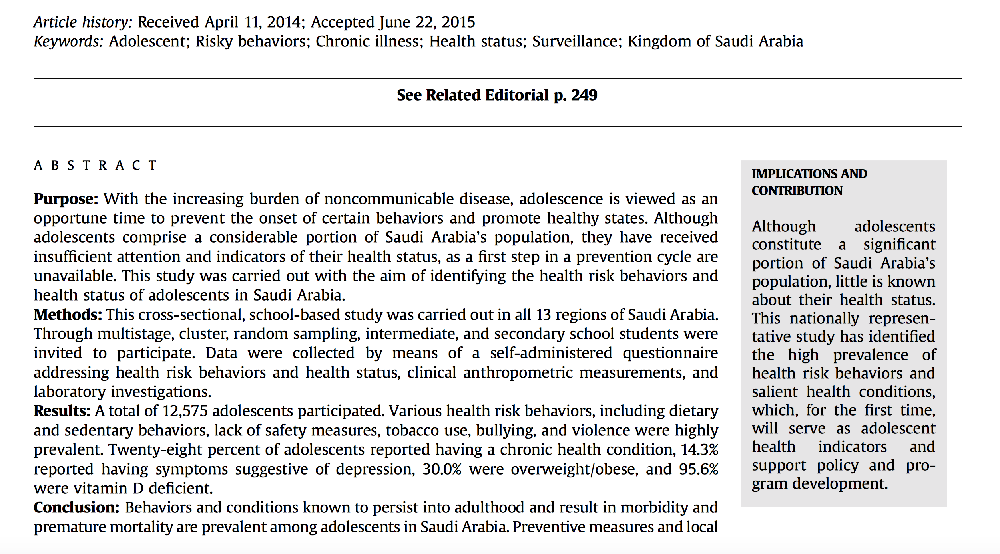 Article history: Received April 11, 2014; Accepted June 22, 2015
Keywords: Adolescent; Risky behaviors; Chronic illness; Health status; Surveillance; Kingdom of Saudi Arabia
See Related Editorial p. 249
A B S T R A C T
Purpose: With the increasing burden of noncommunicable disease, adolescence is viewed as an
opportune time to prevent the onset of certain behaviors and promote healthy states. Although
adolescents comprise a considerable portion of Saudi Arabia’s population, they have received
insufficient attention and indicators of their health status, as a first step in a prevention cycle are
unavailable. This study was carried out with the aim of identifying the health risk behaviors and
health status of adolescents in Saudi Arabia.
Methods: This cross-sectional, school-based study was carried out in all 13 regions of Saudi Arabia.
Through multistage, cluster, random sampling, intermediate, and secondary school students were
invited to participate. Data were collected by means of a self-administered questionnaire
addressing health risk behaviors and health status, clinical anthropometric measurements, and
laboratory investigations.
Results: A total of 12,575 adolescents participated. Various health risk behaviors, including dietary
and sedentary behaviors, lack of safety measures, tobacco use, bullying, and violence were highly
prevalent. Twenty-eight percent of adolescents reported having a chronic health condition, 14.3%
reported having symptoms suggestive of depression, 30.0% were overweight/obese, and 95.6%
were vitamin D deficient.
Conclusion: Behaviors and conditions known to persist into adulthood and result in morbidity and
premature mortality are prevalent among adolescents in Saudi Arabia. Preventive measures and local
IMPLICATIONS AND
CONTRIBUTION
Although adolescents
constitute a significant
portion of Saudi Arabia’s
population, little is known
about their health status.
This nationally represen-
tative study has identified
the high prevalence of
health risk behaviors and
salient health conditions,
which, for the first time,
will serve as adolescent
health indicators and
support policy and pro-
gram development.